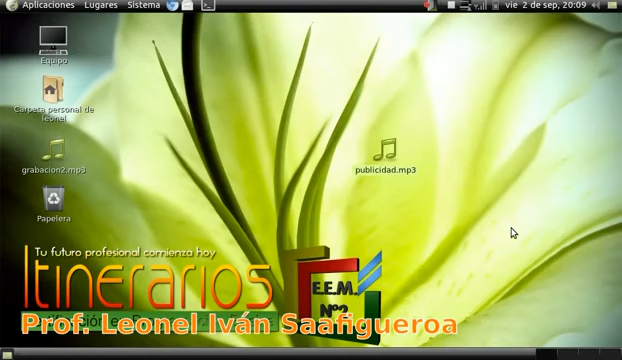 Aplicaciones Lugares Sistema
vie 2 de sep, 20:09
Equipo
Carpeta personal de
leonel
grabacion2.mp3
publicidad.mp3
Papelera
Tu futuro profesional comienza hoy
Itinerarios
E.E.M.
Nº2
Prof. Leonel Iván Saafigueroa